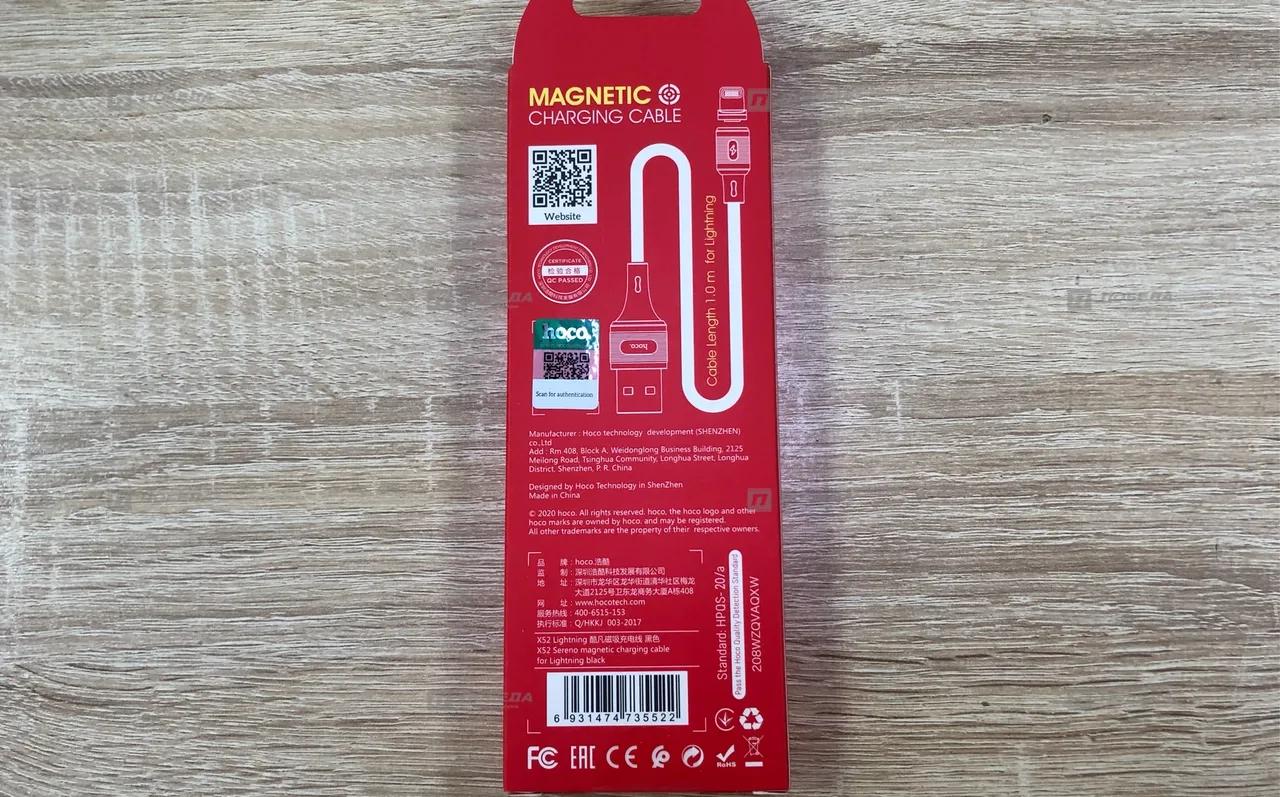 MAGNETIC
CHARGING CABLE
Website
CERTIFICATE
检验合格
QC PASSED
hoco.
Scan for authentication
hoco.
Cable Length 1.0 m for Lightning
Manufacturer : Hoco technology development (SHENZHEN)
co.,Ltd
Add : Rm 408, Block A, Weidonglong Business Building, 2125
Meilong Road, Tsinghua Community, Longhua Street, Longhua
District, Shenzhen, P. R. China
Designed by Hoco Technology in ShenZhen
Made in China
© 2020 hoco. All rights reserved. hoco, the hoco logo and other
hoco marks are owned by hoco. and may be registered.
All other trademarks are the property of their respective owners.
品 牌 : hoco.浩酷
监 制 : 深圳浩酷科技发展有限公司
地 址 : 深圳市龙华区龙华街道清华社区梅龙
大道2125号卫东龙商务大厦A栋408
网 址 : www.hocotech.com
服务热线 : 400-6515-153
执行标准 : Q/HKKJ 003-2017
X52 Lightning 酷凡磁吸充电线 黑色
X52 Sereno magnetic charging cable
for Lightning black
6 931474 735522
Standard: HPQS- 20/a
Pass the Hoco Quality Detection Standard
208WZQVAQXW
FC EAC CE RoHS